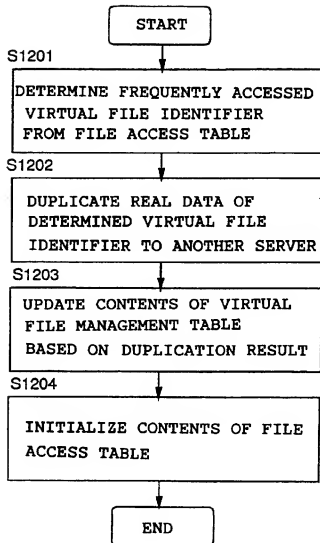 START
S1201
DETERMINE FREQUENTLY ACCESSED
VIRTUAL FILE IDENTIFIER
FROM FILE ACCESS TABLE
S1202
DUPLICATE REAL DATA OF
DETERMINED VIRTUAL FILE
IDENTIFIER TO ANOTHER SERVER
S1203
UPDATE CONTENTS OF VIRTUAL
FILE MANAGEMENT TABLE
BASED ON DUPLICATION RESULT
S1204
INITIALIZE CONTENTS OF FILE
ACCESS TABLE
END